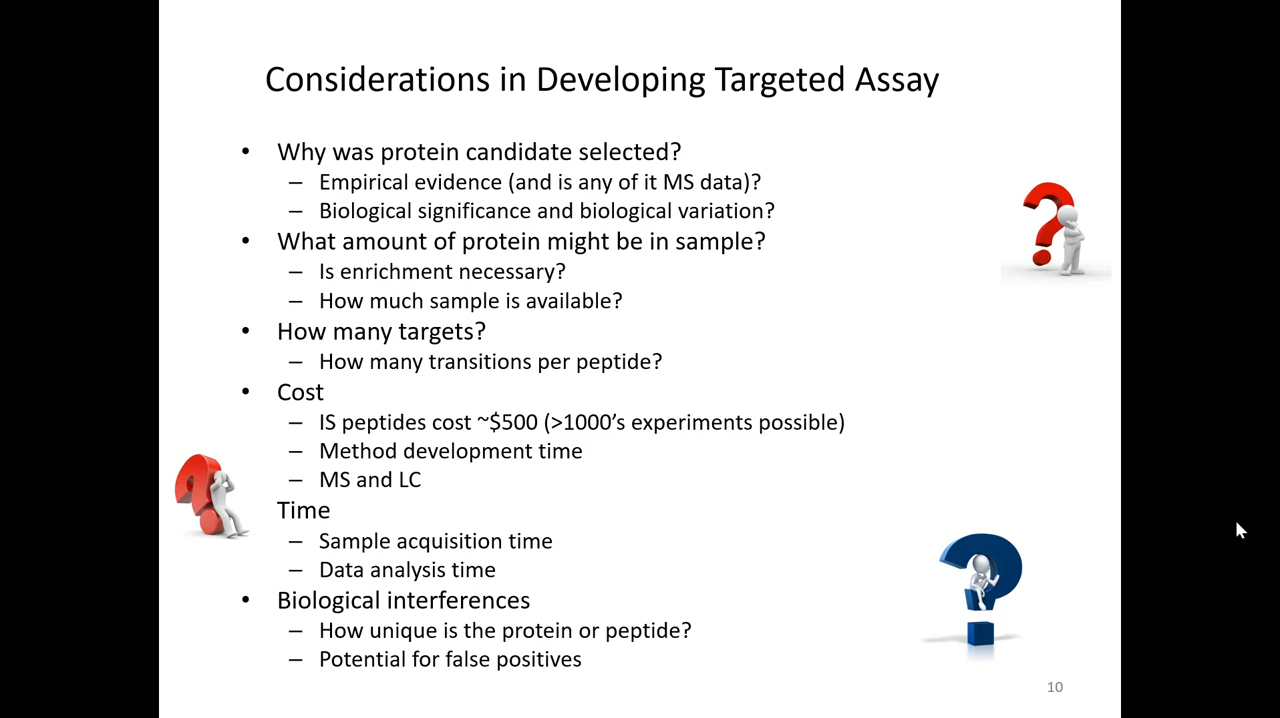 Considerations in Developing Targeted Assay
• Why was protein candidate selected?
– Empirical evidence (and is any of it MS data)?
– Biological significance and biological variation?
• What amount of protein might be in sample?
– Is enrichment necessary?
– How much sample is available?
• How many targets?
– How many transitions per peptide?
• Cost
– IS peptides cost ~$500 (>1000’s experiments possible)
– Method development time
– MS and LC
Time
– Sample acquisition time
– Data analysis time
• Biological interferences
– How unique is the protein or peptide?
– Potential for false positives
10